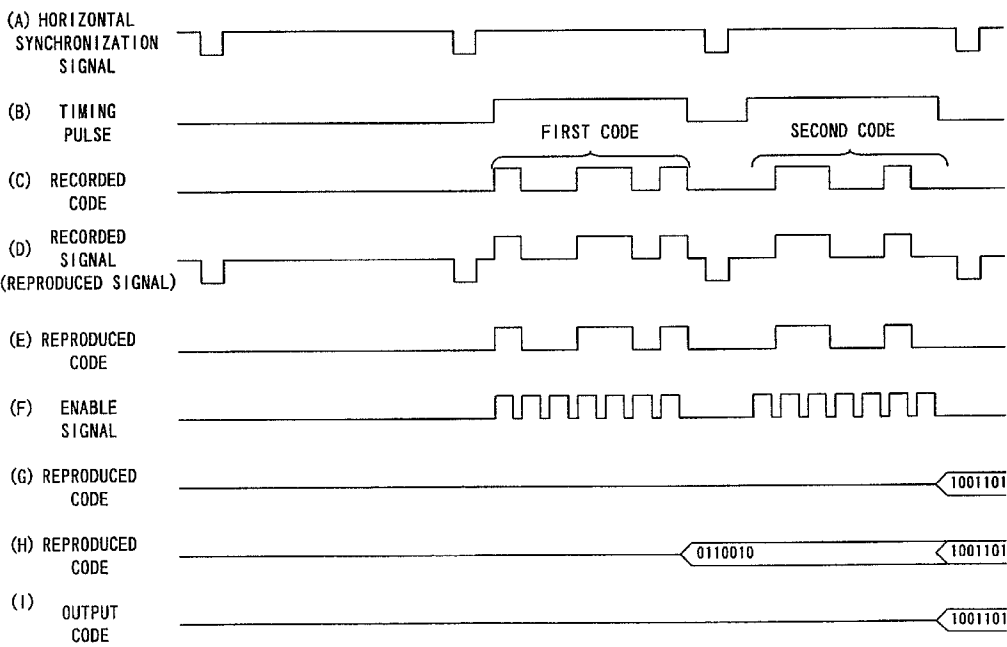 (A) HORIZONTAL
SYNCHRONIZATION
SIGNAL
(B) TIMING
PULSE
FIRST CODE
SECOND CODE
(C) RECORDED
CODE
(D) RECORDED
SIGNAL
(REPRODUCED SIGNAL)
(E) REPRODUCED
CODE
(F) ENABLE
SIGNAL
(G) REPRODUCED
CODE
1001101
(H) REPRODUCED
CODE
0110010
1001101
(I) OUTPUT
CODE
1001101